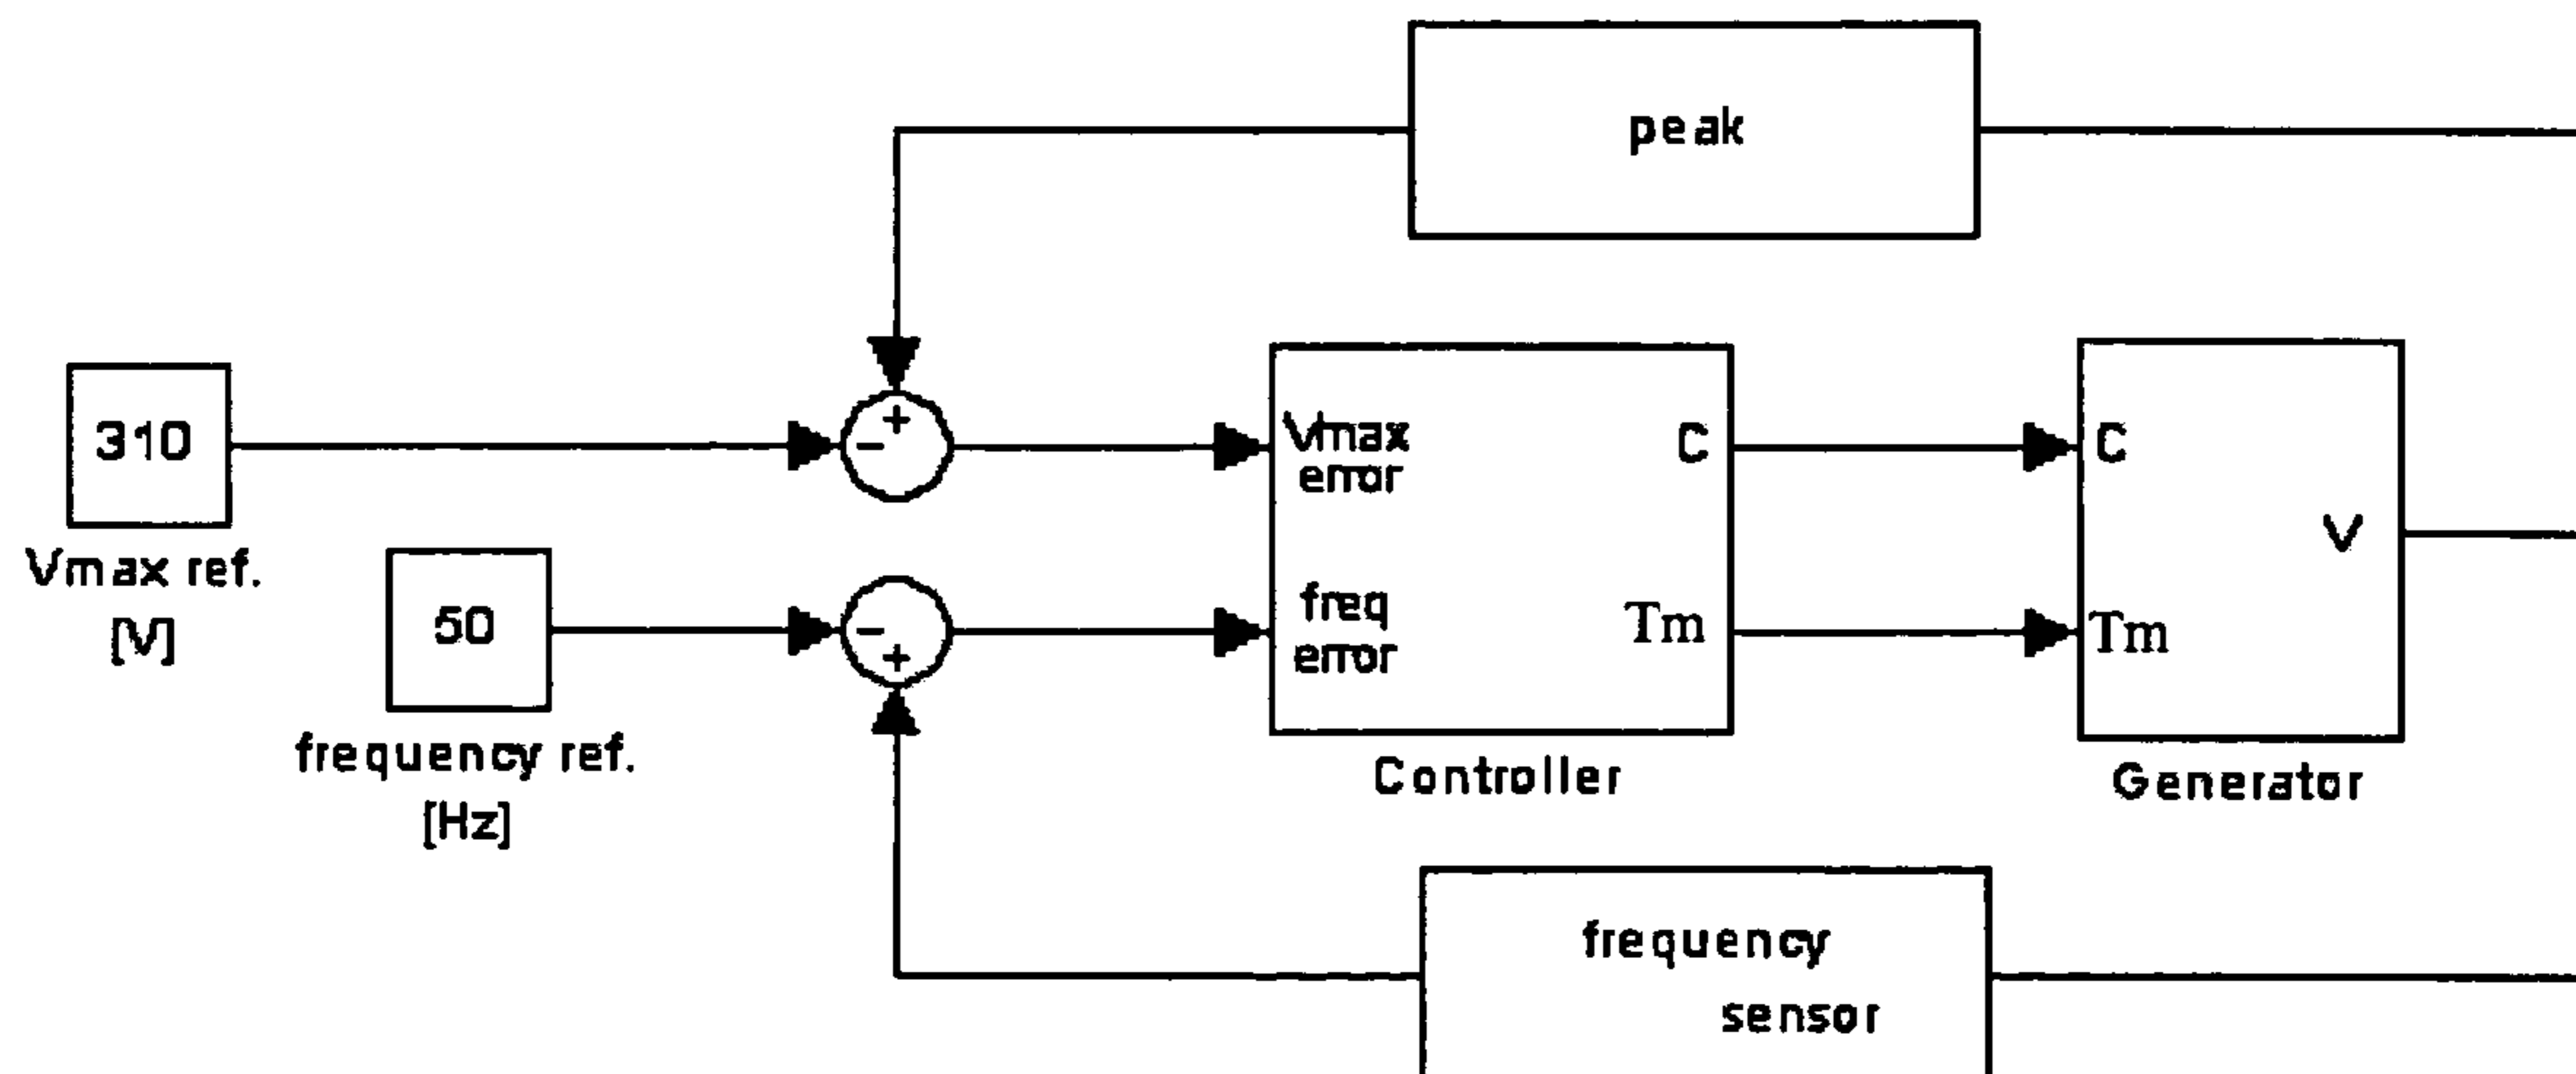 peak
310
Vmax ref.
[V]
50
frequency ref.
[Hz]
+
-
-
+
Vmax
error
freq
error
C
Tm
Controller
C
Tm
V
Generator
frequency
sensor